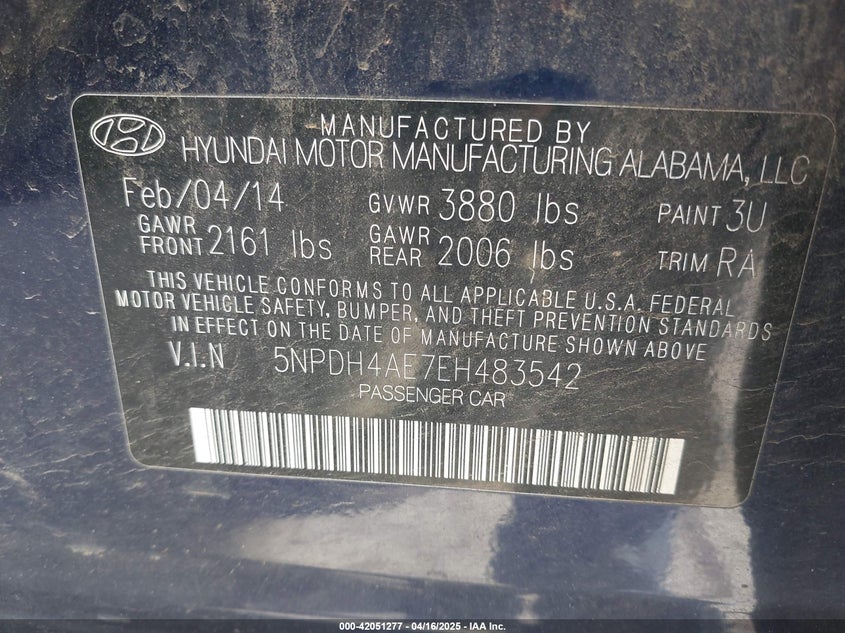 MANUFACTURED BY
HYUNDAI MOTOR MANUFACTURING ALABAMA, LLC
Feb/04/14 GVWR 3880 lbs PAINT 3U
GAWR FRONT 2161 lbs GAWR REAR 2006 lbs TRIM RA
THIS VEHICLE CONFORMS TO ALL APPLICABLE U.S.A. FEDERAL
MOTOR VEHICLE SAFETY, BUMPER, AND THEFT PREVENTION STANDARDS
IN EFFECT ON THE DATE OF MANUFACTURE SHOWN ABOVE
V.I.N 5NPDH4AE7EH483542
PASSENGER CAR
000-42051277 - 04/16/2025 - IAA Inc.